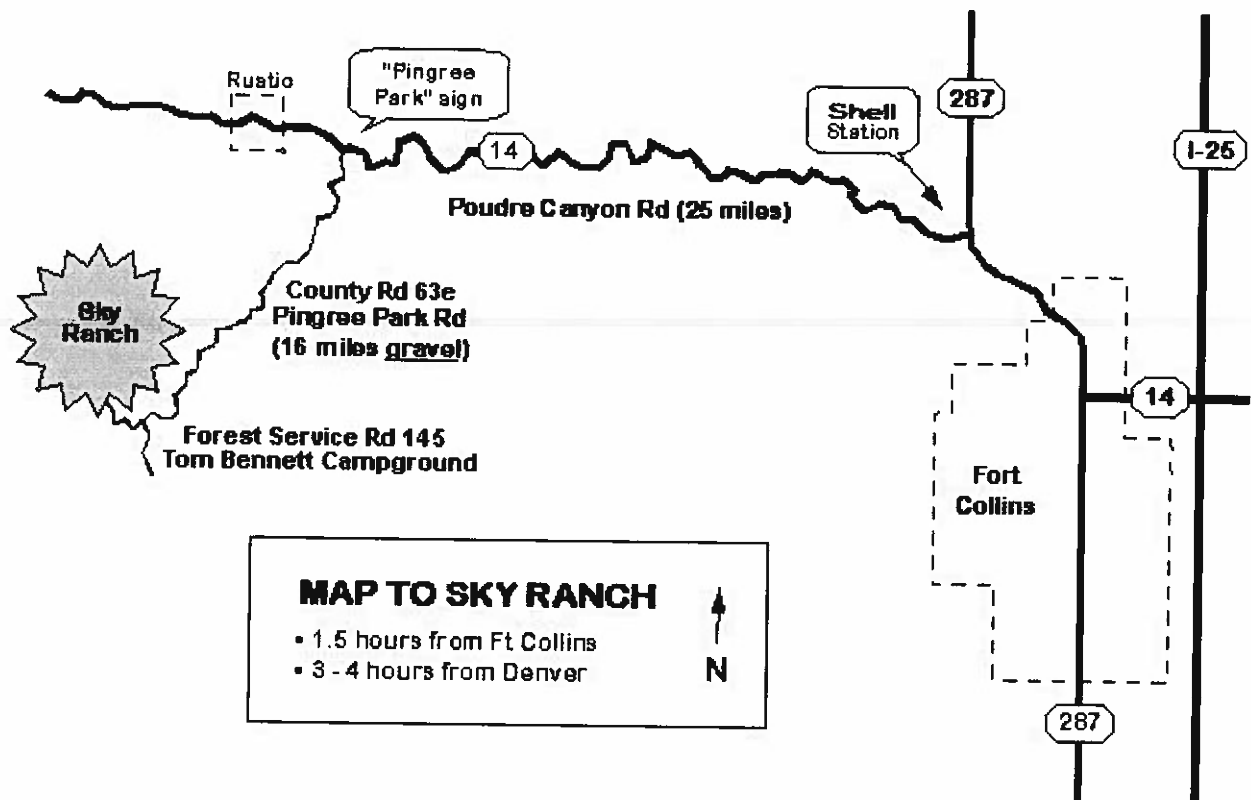 Rustic
"Pingree
Park" sign
14
Shell
Station
287
I-25
Poudre Canyon Rd (25 miles)
Sky
Ranch
County Rd 63e
Pingree Park Rd
(16 miles gravel)
14
Forest Service Rd 145
Tom Bennett Campground
Fort
Collins
MAP TO SKY RANCH
• 1.5 hours from Ft Collins
• 3 - 4 hours from Denver
N
287